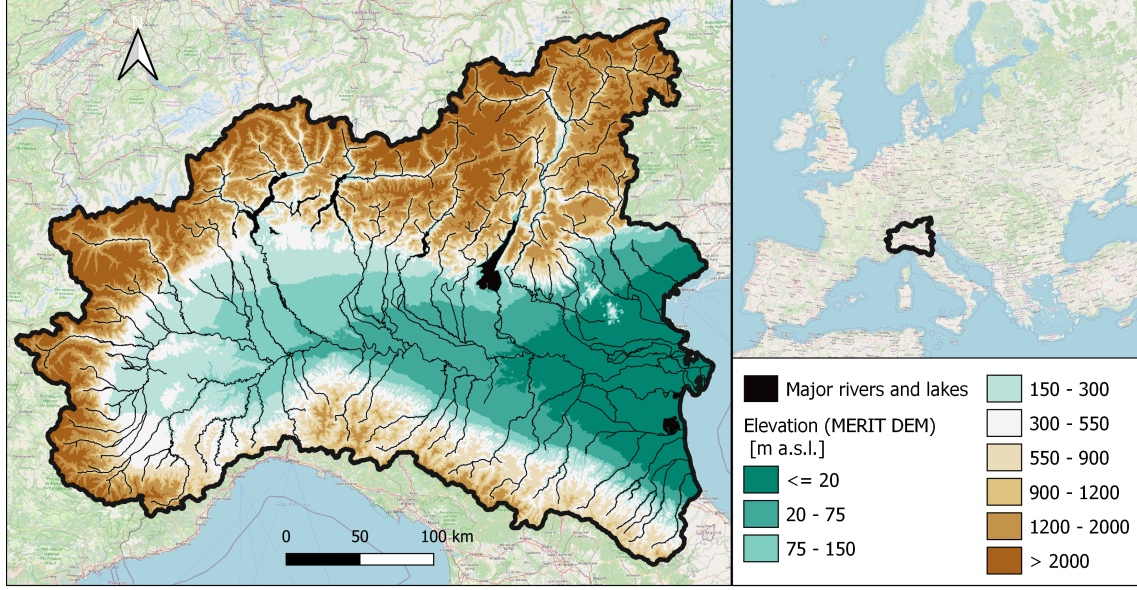 N
0
50
100 km
Major rivers and lakes
Elevation (MERIT DEM)
[m a.s.l.]
<= 20
20 - 75
75 - 150
150 - 300
300 - 550
550 - 900
900 - 1200
1200 - 2000
> 2000